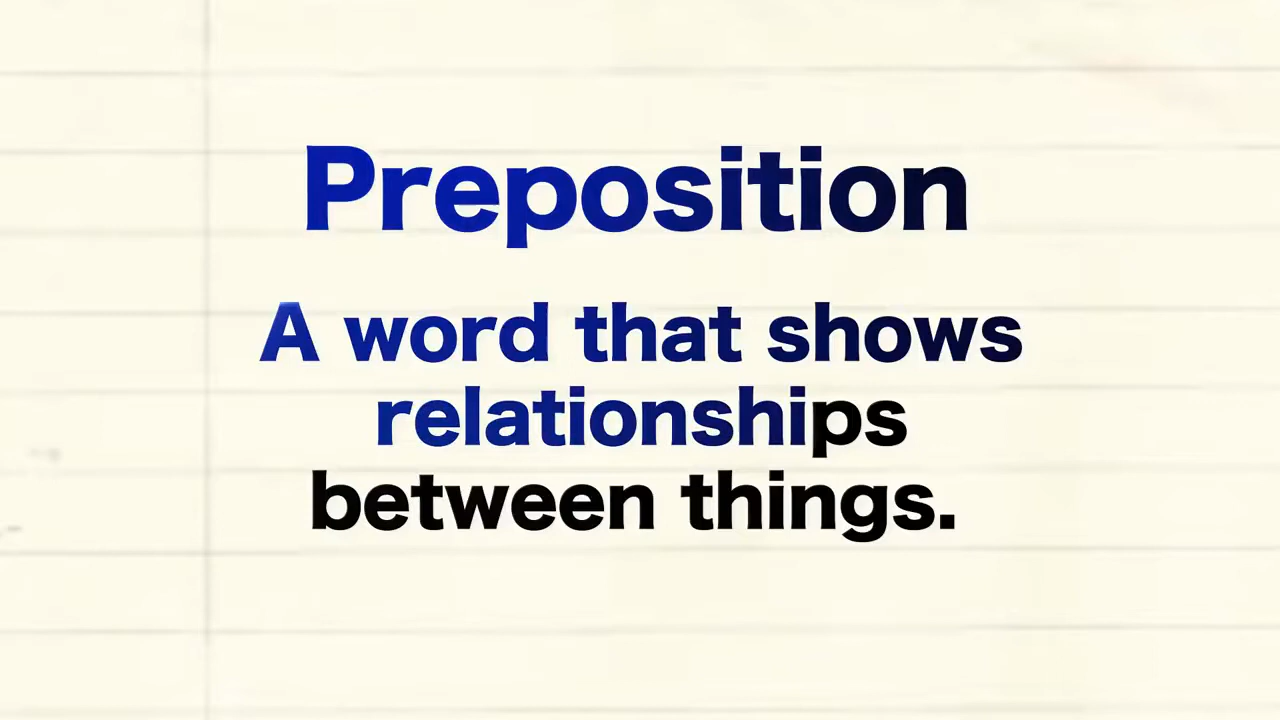 Preposition
A word that shows
relationships
between things.